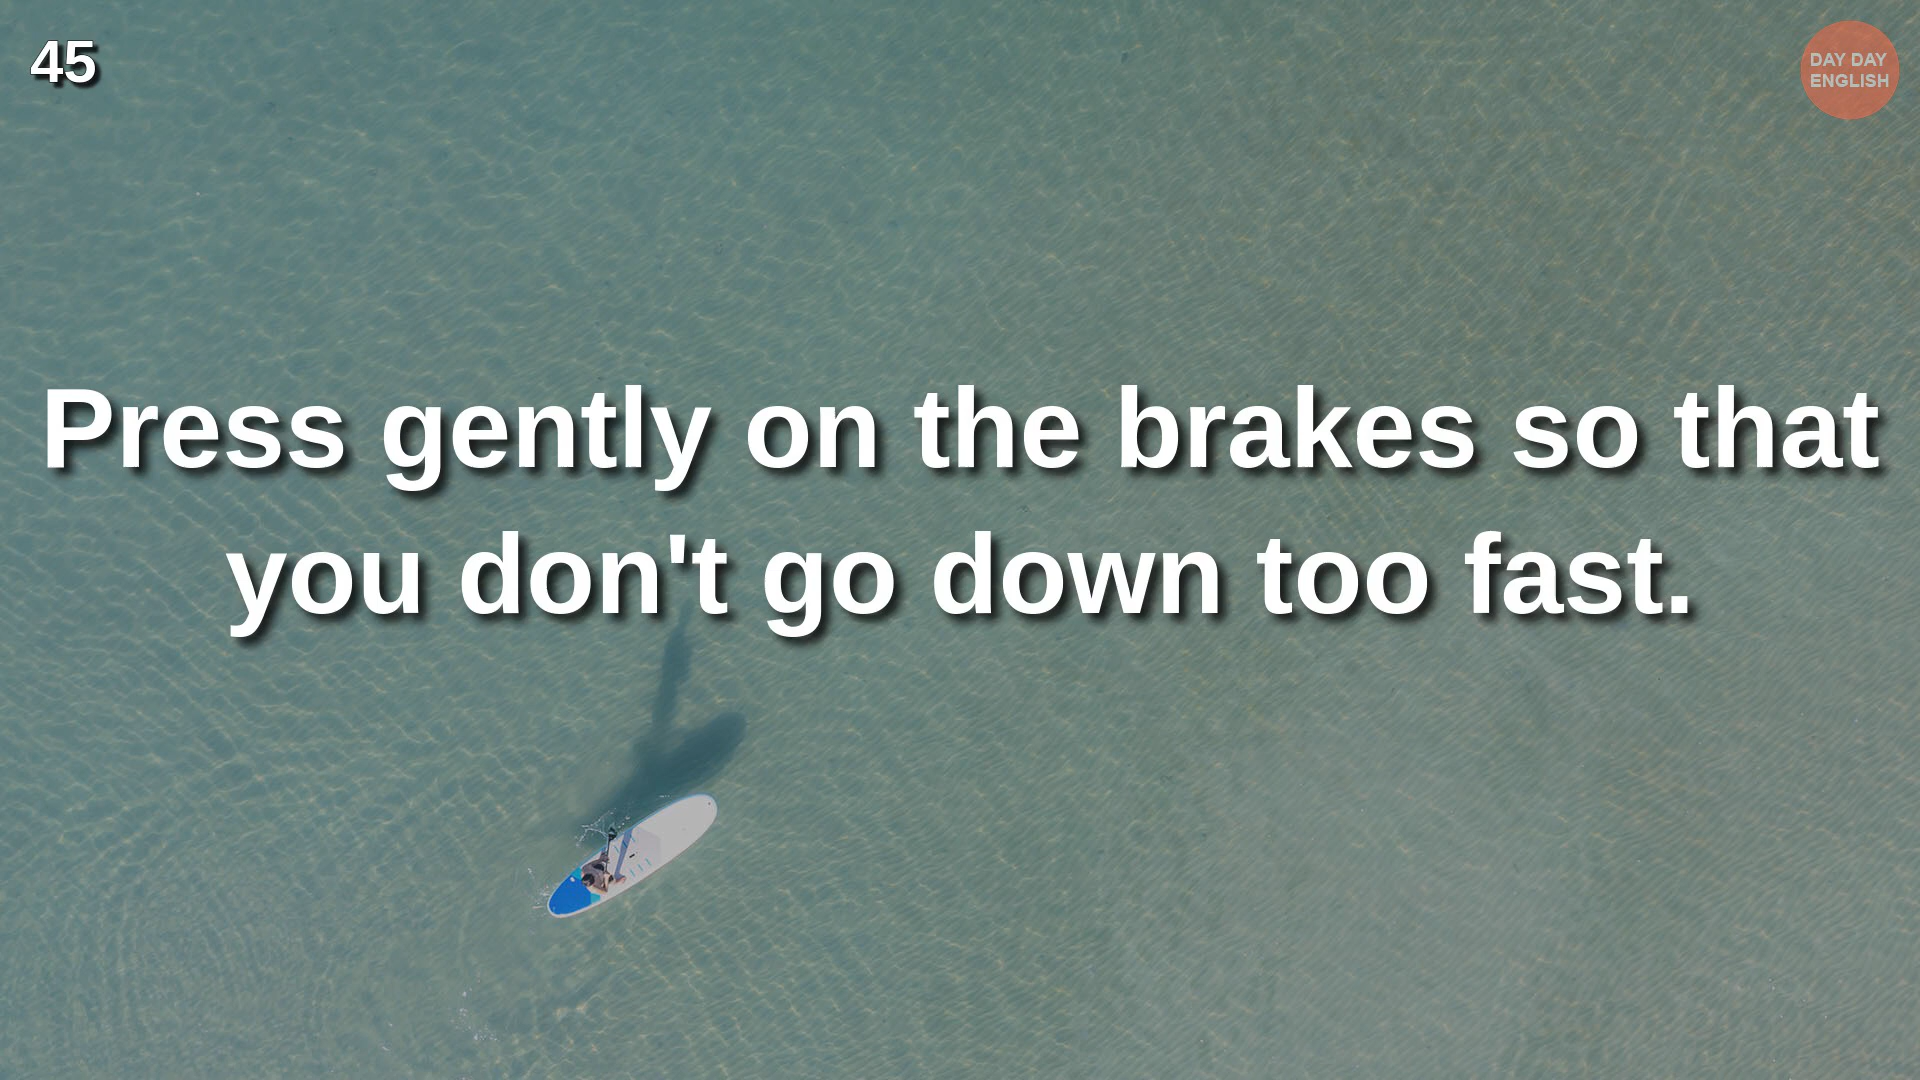 45
DAY DAY
ENGLISH
Press gently on the brakes so that
you don't go down too fast.